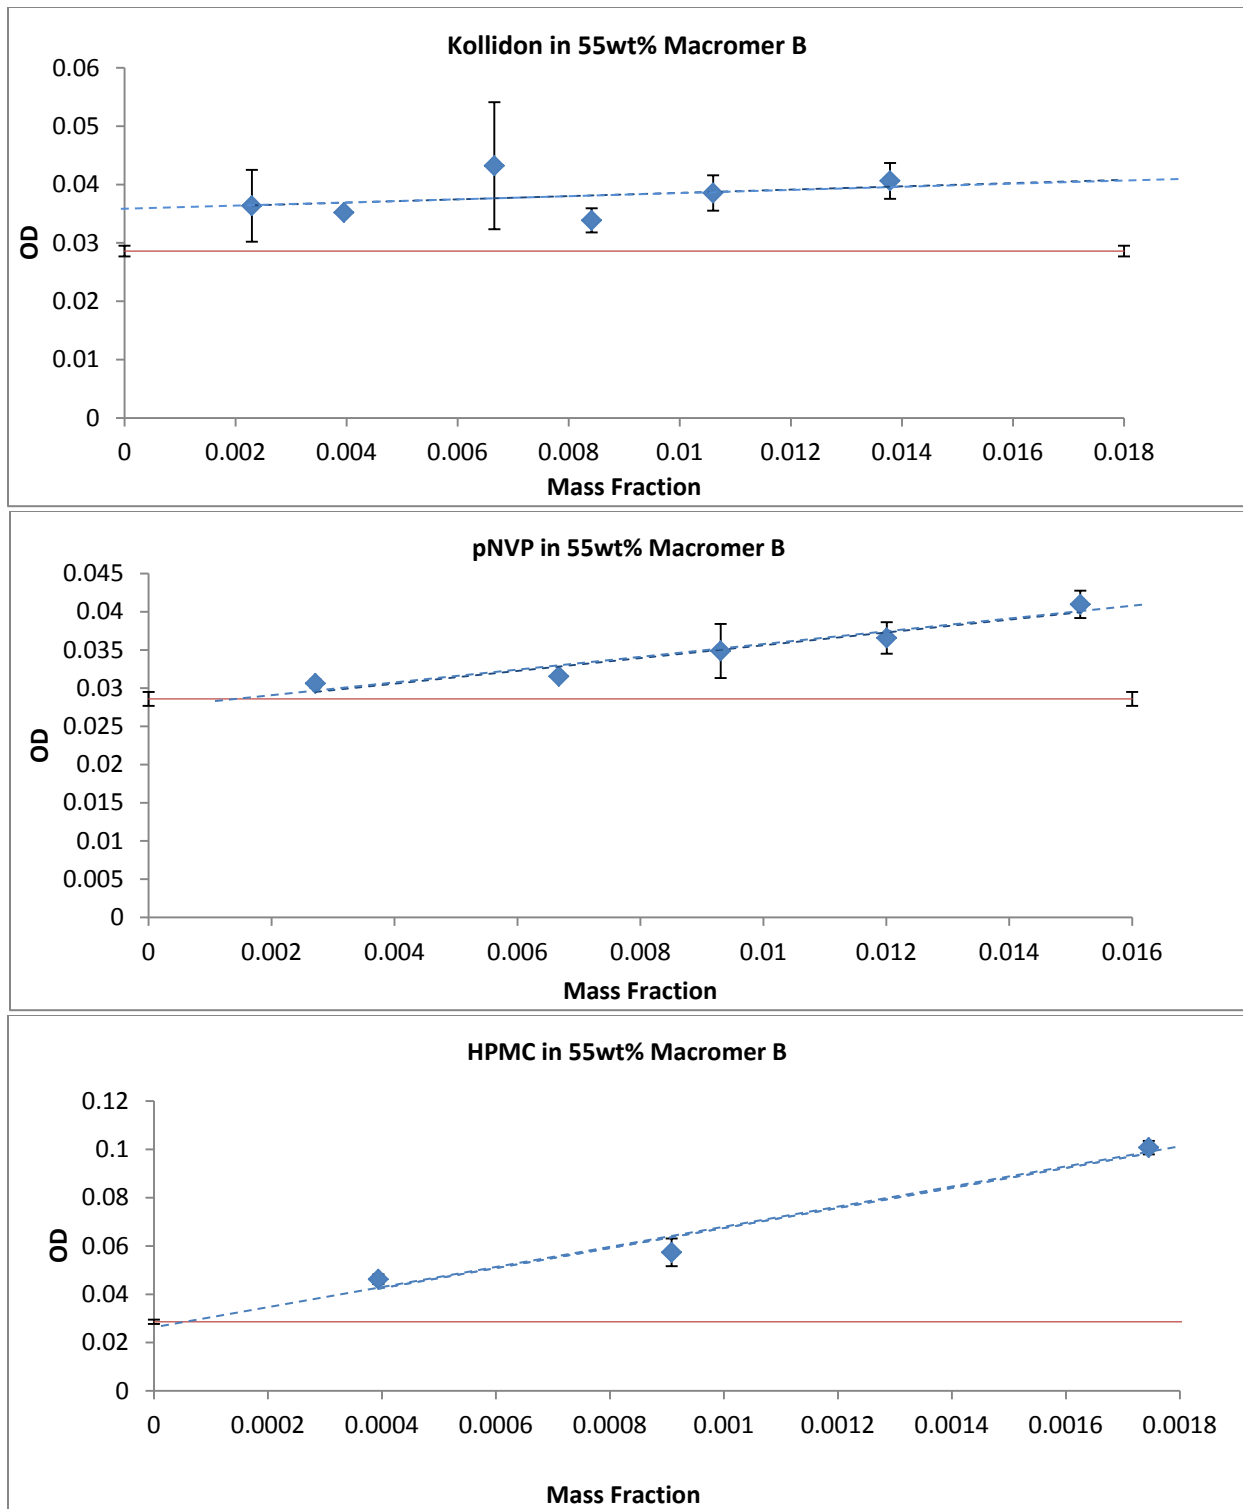 Kollidon in 55wt% Macromer B
0.06
0.05
0.04
0.03
0.02
0.01
0
OD
0 0.002 0.004 0.006 0.008 0.01 0.012 0.014 0.016 0.018
Mass Fraction
pNVP in 55wt% Macromer B
0.045
0.04
0.035
0.03
0.025
0.02
0.015
0.01
0.005
0
OD
0 0.002 0.004 0.006 0.008 0.01 0.012 0.014 0.016
Mass Fraction
HPMC in 55wt% Macromer B
0.12
0.1
0.08
0.06
0.04
0.02
0
OD
0 0.0002 0.0004 0.0006 0.0008 0.001 0.0012 0.0014 0.0016 0.0018
Mass Fraction